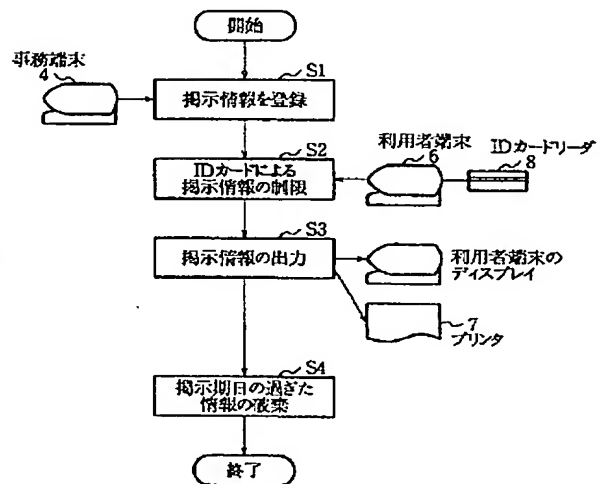 開始
事務端末
4
S1
掲示情報を登録
S2
IDカードによる
掲示情報の制限
利用者端末
6
IDカードリーダ
8
S3
掲示情報の出力
利用者端末の
ディスプレイ
7
プリンタ
S4
掲示期日の過ぎた
情報の破棄
終了